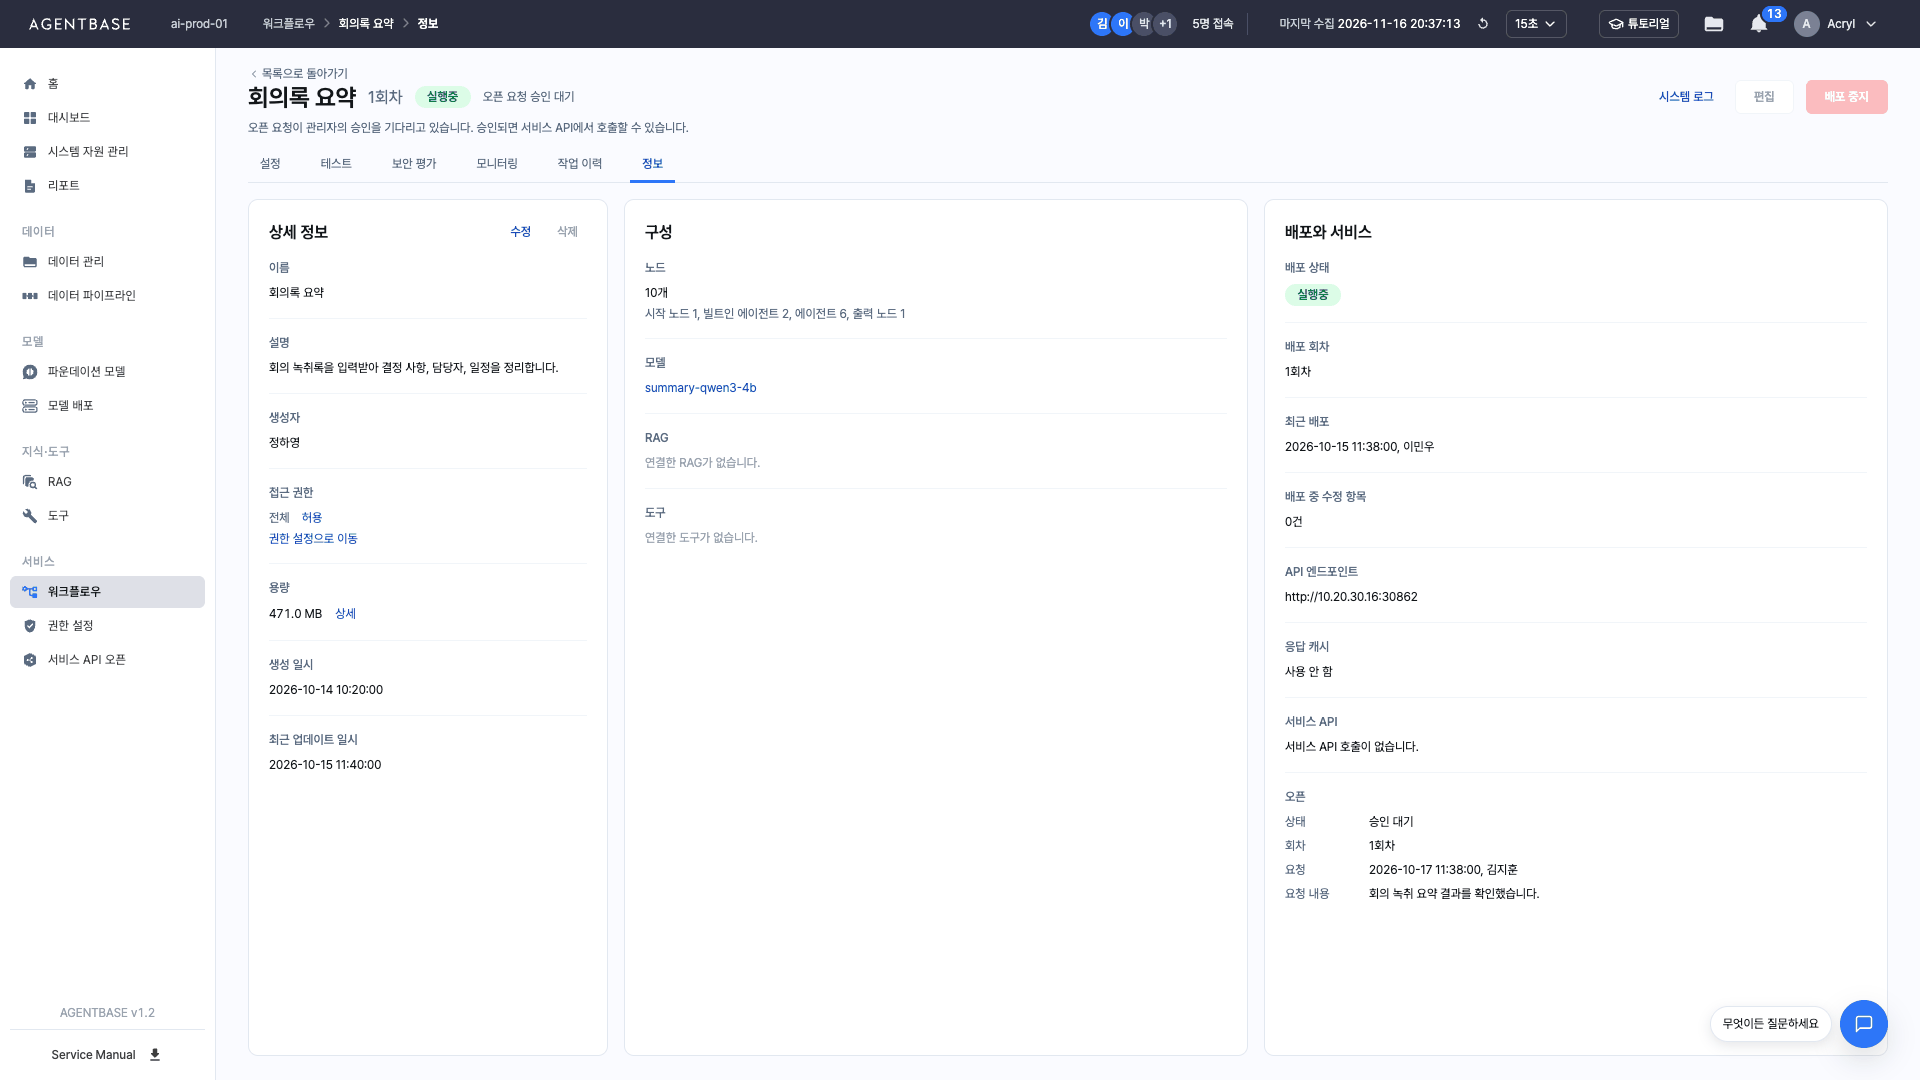 AGENTBASE
ai-prod-01
워크플로우 > 회의록 요약 > 정보
김 이 박 +1 5명 접속
마지막 수집 2026-11-16 20:37:13
15초
튜토리얼
13
A Acryl
홈
대시보드
시스템 자원 관리
리포트
데이터
데이터 관리
데이터 파이프라인
모델
파운데이션 모델
모델 배포
지식·도구
RAG
도구
서비스
워크플로우
권한 설정
서비스 API 오픈
AGENTBASE v1.2
Service Manual
목록으로 돌아가기
회의록 요약 1회차 실행중 오픈 요청 승인 대기
시스템 로그 편집 배포 중지
오픈 요청이 관리자의 승인을 기다리고 있습니다. 승인되면 서비스 API에서 호출할 수 있습니다.
설정 테스트 보안 평가 모니터링 작업 이력 정보
상세 정보 수정 삭제
이름
회의록 요약
설명
회의 녹취록을 입력받아 결정 사항, 담당자, 일정을 정리합니다.
생성자
정하영
접근 권한
전체 허용
권한 설정으로 이동
용량
471.0 MB 상세
생성 일시
2026-10-14 10:20:00
최근 업데이트 일시
2026-10-15 11:40:00
구성
노드
10개
시작 노드 1, 빌트인 에이전트 2, 에이전트 6, 출력 노드 1
모델
summary-qwen3-4b
RAG
연결한 RAG가 없습니다.
도구
연결한 도구가 없습니다.
배포와 서비스
배포 상태
실행중
배포 회차
1회차
최근 배포
2026-10-15 11:38:00, 이민우
배포 중 수정 항목
0건
API 엔드포인트
http://10.20.30.16:30862
응답 캐시
사용 안 함
서비스 API
서비스 API 호출이 없습니다.
오픈
상태 승인 대기
회차 1회차
요청 2026-10-17 11:38:00, 김지훈
요청 내용 회의 녹취 요약 결과를 확인했습니다.
무엇이든 질문하세요